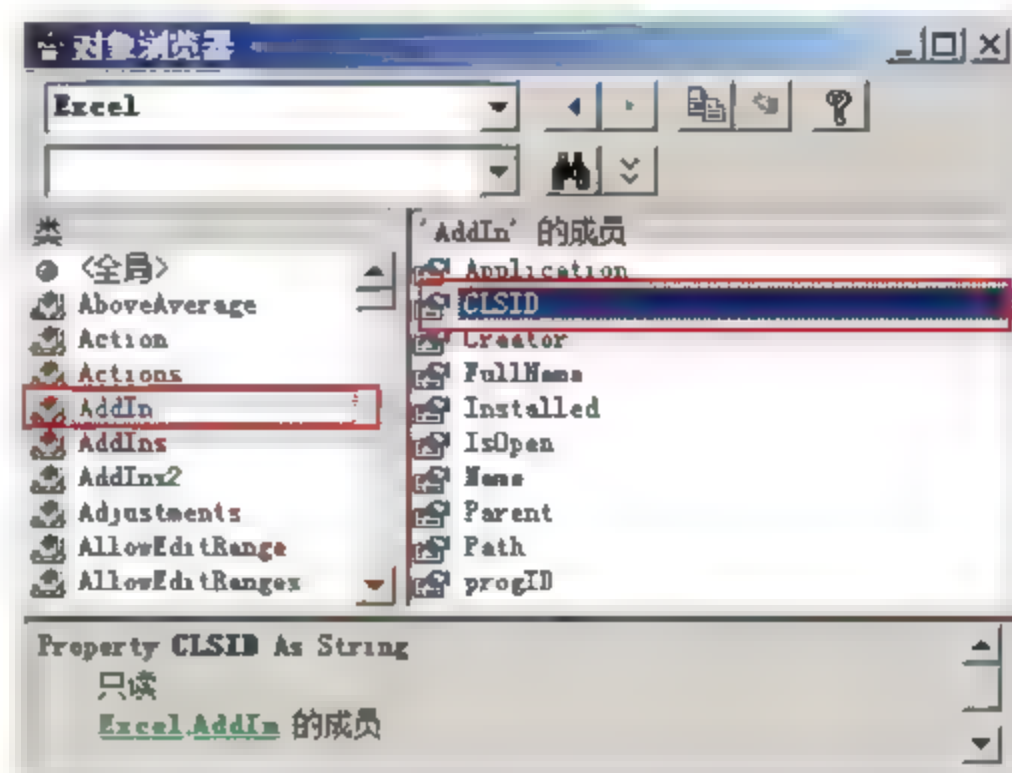 对象浏览器
Excel
类
<全局>
AboveAverage
Action
Actions
AddIn
AddIns
AddIns2
Adjustments
AllowEditRange
AllowEditRanges
'AddIn' 的成员
Application
CLSID
Creator
FullName
Installed
IsOpen
Name
Parent
Path
progID
Property CLSID As String
只读
Excel.AddIn 的成员